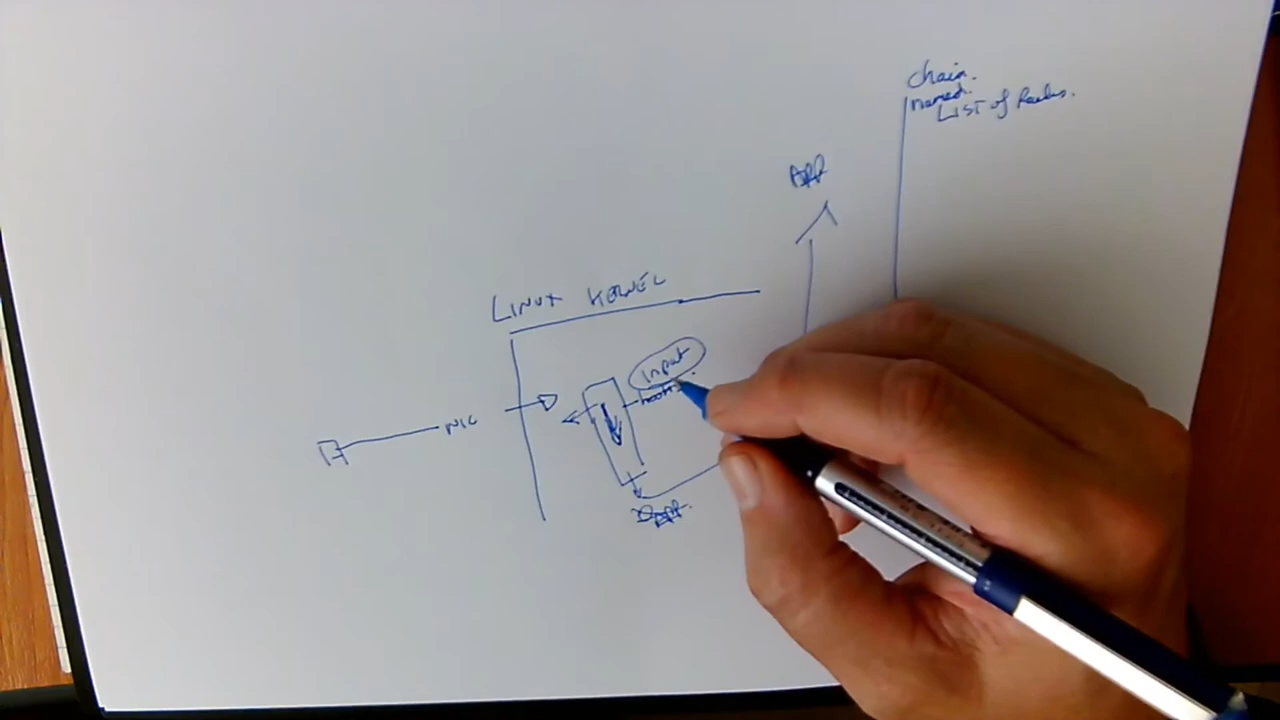 chain.
named.
LIST of Rules.
APP
LINUX KERNEL
input
hook
NIC
APP.